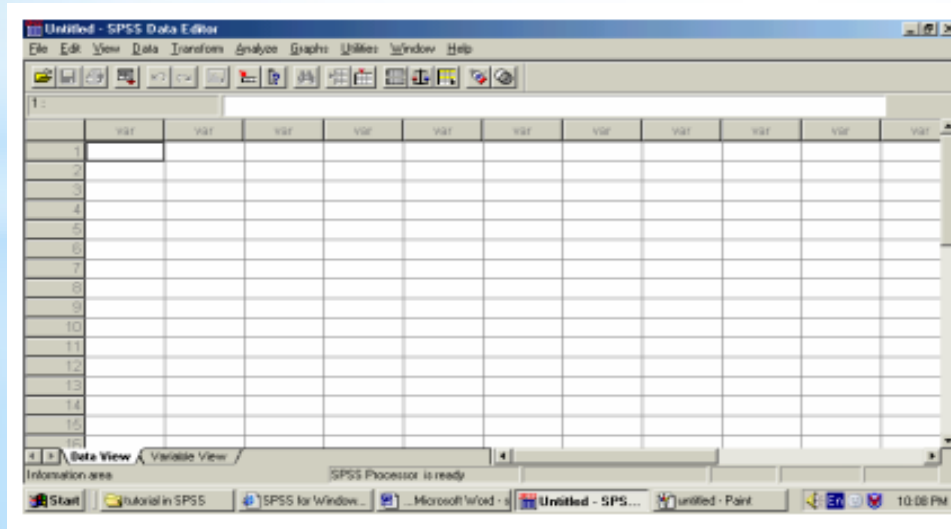 Untitled - SPSS Data Editor
File Edit View Data Transform Analyze Graphs Utilities Window Help
1 :
var var var var var var var var var var var
1
2
3
4
5
6
7
8
9
10
11
12
13
14
15
16
Data View Variable View
Information area SPSS Processor is ready
Start tutorial in SPSS SPSS for Window... ...Microsoft Word - s Untitled - SPS... untitled - Paint En 10:08 PM